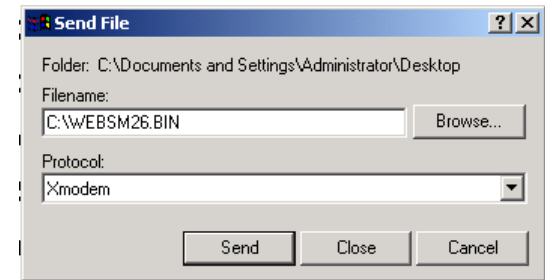 Send File
Folder: C:\Documents and Settings\Administrator\Desktop
Filename:
C:\WEBSM26.BIN
Browse...
Protocol:
Xmodem
Send Close Cancel